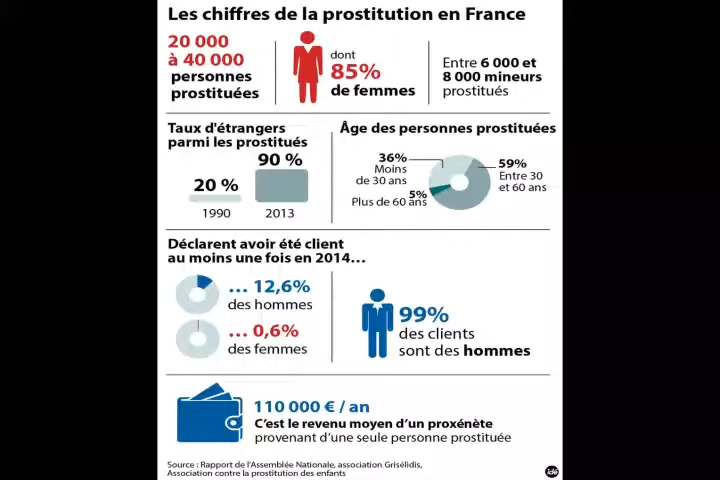 Les chiffres de la prostitution en France
20 000
à 40 000
personnes
prostituées
dont
85%
de femmes
Entre 6 000 et
8 000 mineurs
prostitués
Taux d'étrangers
parmi les prostitués
20 %
1990
90 %
2013
Âge des personnes prostituées
36%
Moins
de 30 ans
5%
Plus de 60 ans
59%
Entre 30
et 60 ans
Déclarent avoir été client
au moins une fois en 2014...
... 12,6%
des hommes
... 0,6%
des femmes
99%
des clients
sont des hommes
110 000 € / an
C'est le revenu moyen d'un proxénète
provenant d'une seule personne prostituée
Source : Rapport de l'Assemblée Nationale, association Grisélidis,
Association contre la prostitution des enfants
idé